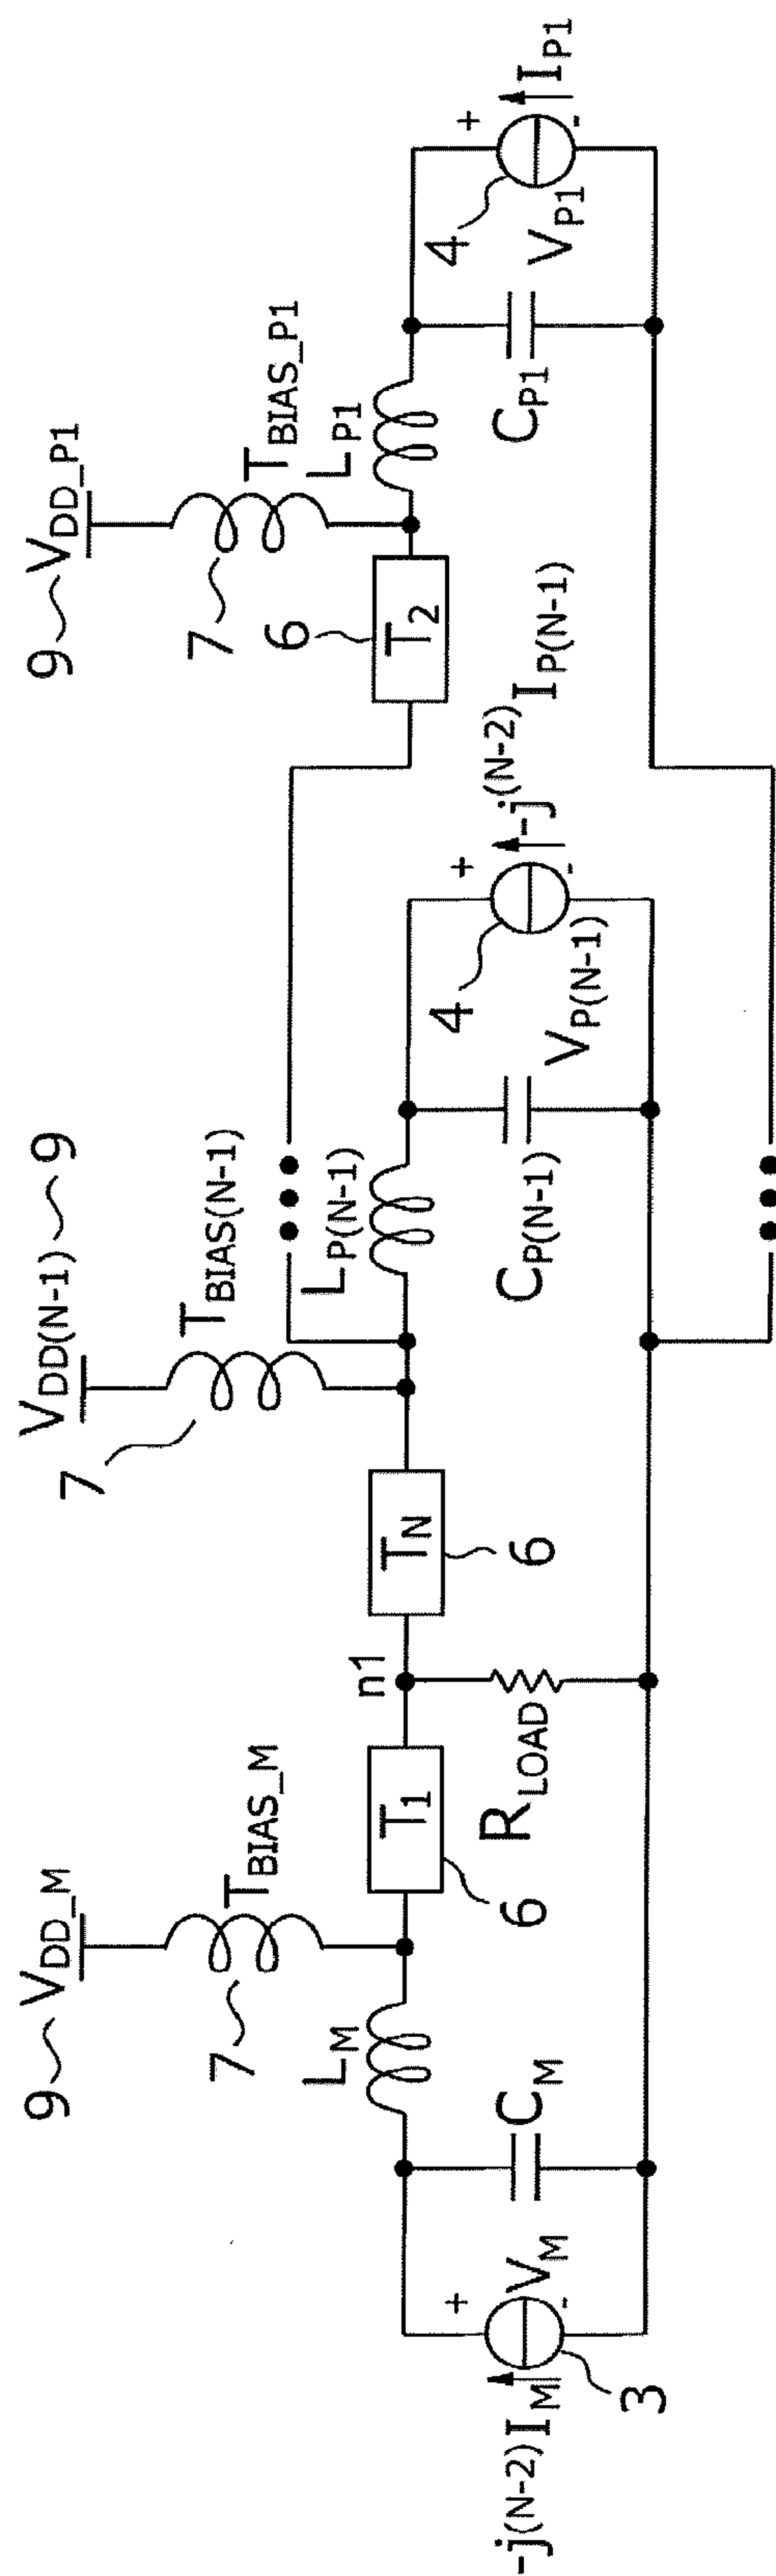 9 V_DD_M
V_DD(N-1) 9
9 V_DD_P1
7 T_BIAS_M
7 T_BIAS(N-1)
7 T_BIAS_P1
-j^(N-2) I_M
3
+
V_M
-
C_M
L_M
T_1
6
n1
R_LOAD
T_N
6
L_P(N-1)
C_P(N-1)
4
+
V_P(N-1)
-
-j^(N-2) I_P(N-1)
6
T_2
L_P1
C_P1
4
+
V_P1
-
I_P1